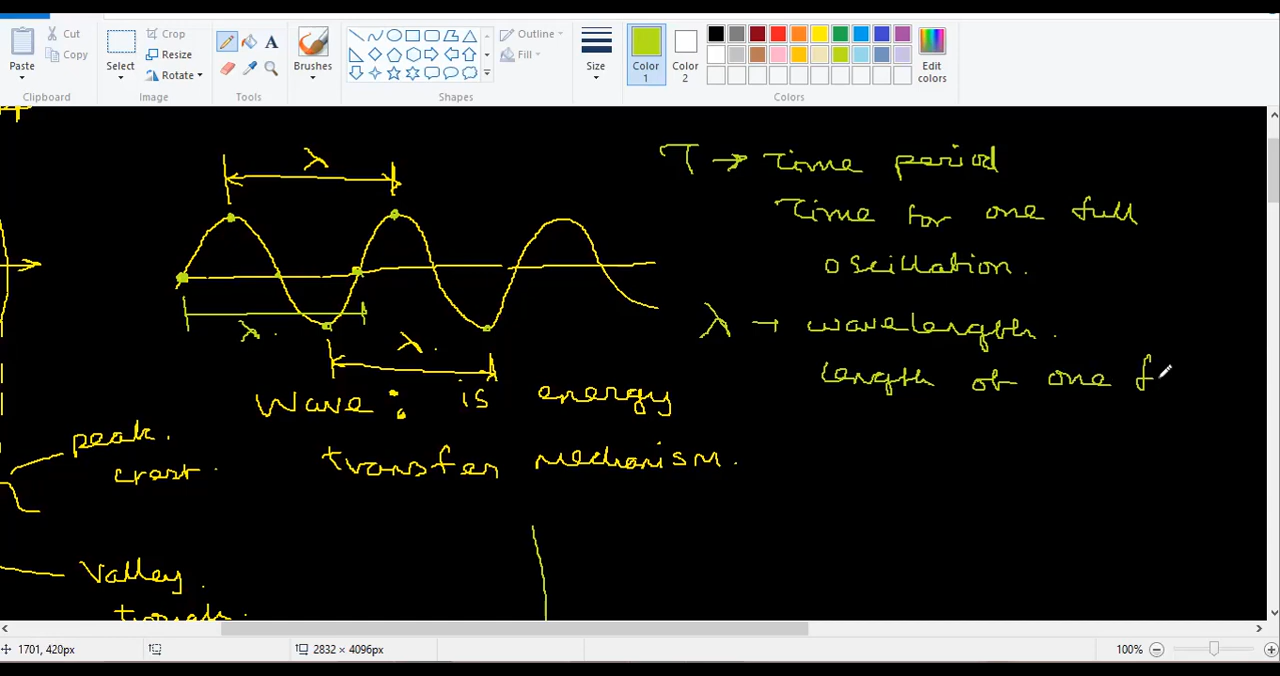 Paste
Cut
Copy
Clipboard
Select
Crop
Resize
Rotate
Image
A
Tools
Brushes
Shapes
Outline
Fill
Size
Color 1
Color 2
Edit colors
Colors
λ
λ.
λ.
Wave : is energy
transfer mechanism.
peak.
crest.
Valley.
trough.
T → Time period
Time for one full
oscillation.
λ → wavelength.
length of one f
1701, 420px
2832 × 4096px
100%